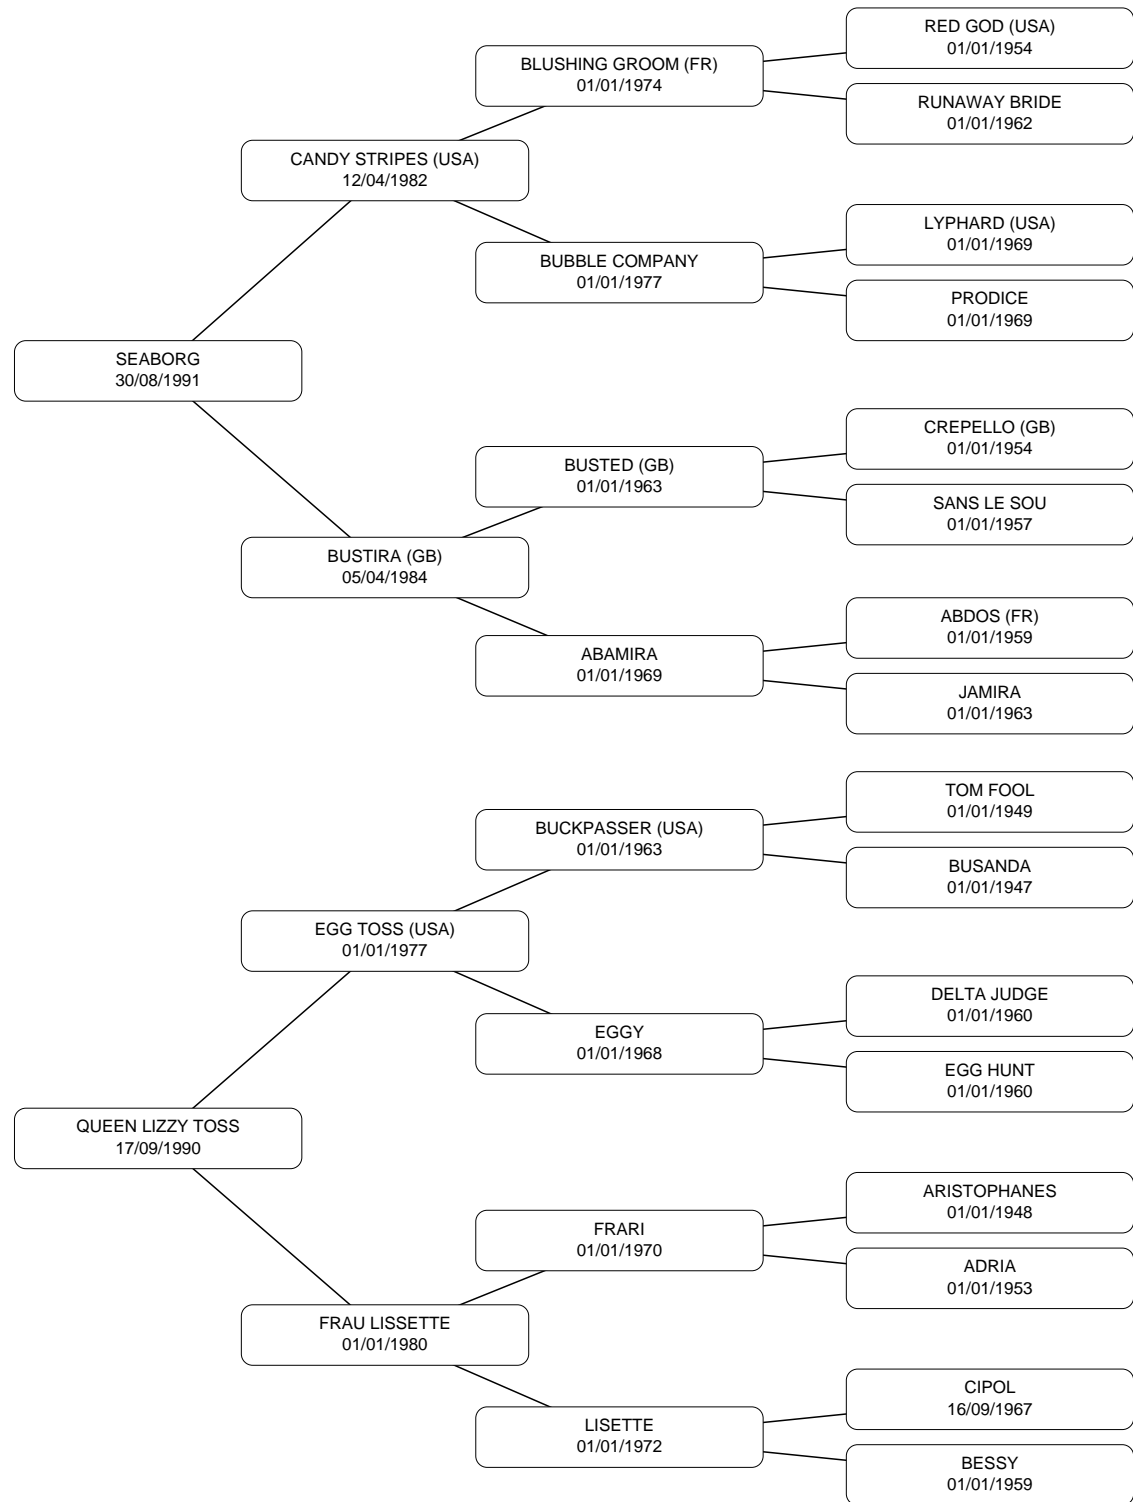 RED GOD (USA)
01/01/1954
BLUSHING GROOM (FR)
01/01/1974
RUNAWAY BRIDE
01/01/1962
CANDY STRIPES (USA)
12/04/1982
LYPHARD (USA)
01/01/1969
BUBBLE COMPANY
01/01/1977
PRODICE
01/01/1969
SEABORG
30/08/1991
CREPELLO (GB)
01/01/1954
BUSTED (GB)
01/01/1963
SANS LE SOU
01/01/1957
BUSTIRA (GB)
05/04/1984
ABDOS (FR)
01/01/1959
ABAMIRA
01/01/1969
JAMIRA
01/01/1963
TOM FOOL
01/01/1949
BUCKPASSER (USA)
01/01/1963
BUSANDA
01/01/1947
EGG TOSS (USA)
01/01/1977
DELTA JUDGE
01/01/1960
EGGY
01/01/1968
EGG HUNT
01/01/1960
QUEEN LIZZY TOSS
17/09/1990
ARISTOPHANES
01/01/1948
FRARI
01/01/1970
ADRIA
01/01/1953
FRAU LISSETTE
01/01/1980
CIPOL
16/09/1967
LISETTE
01/01/1972
BESSY
01/01/1959